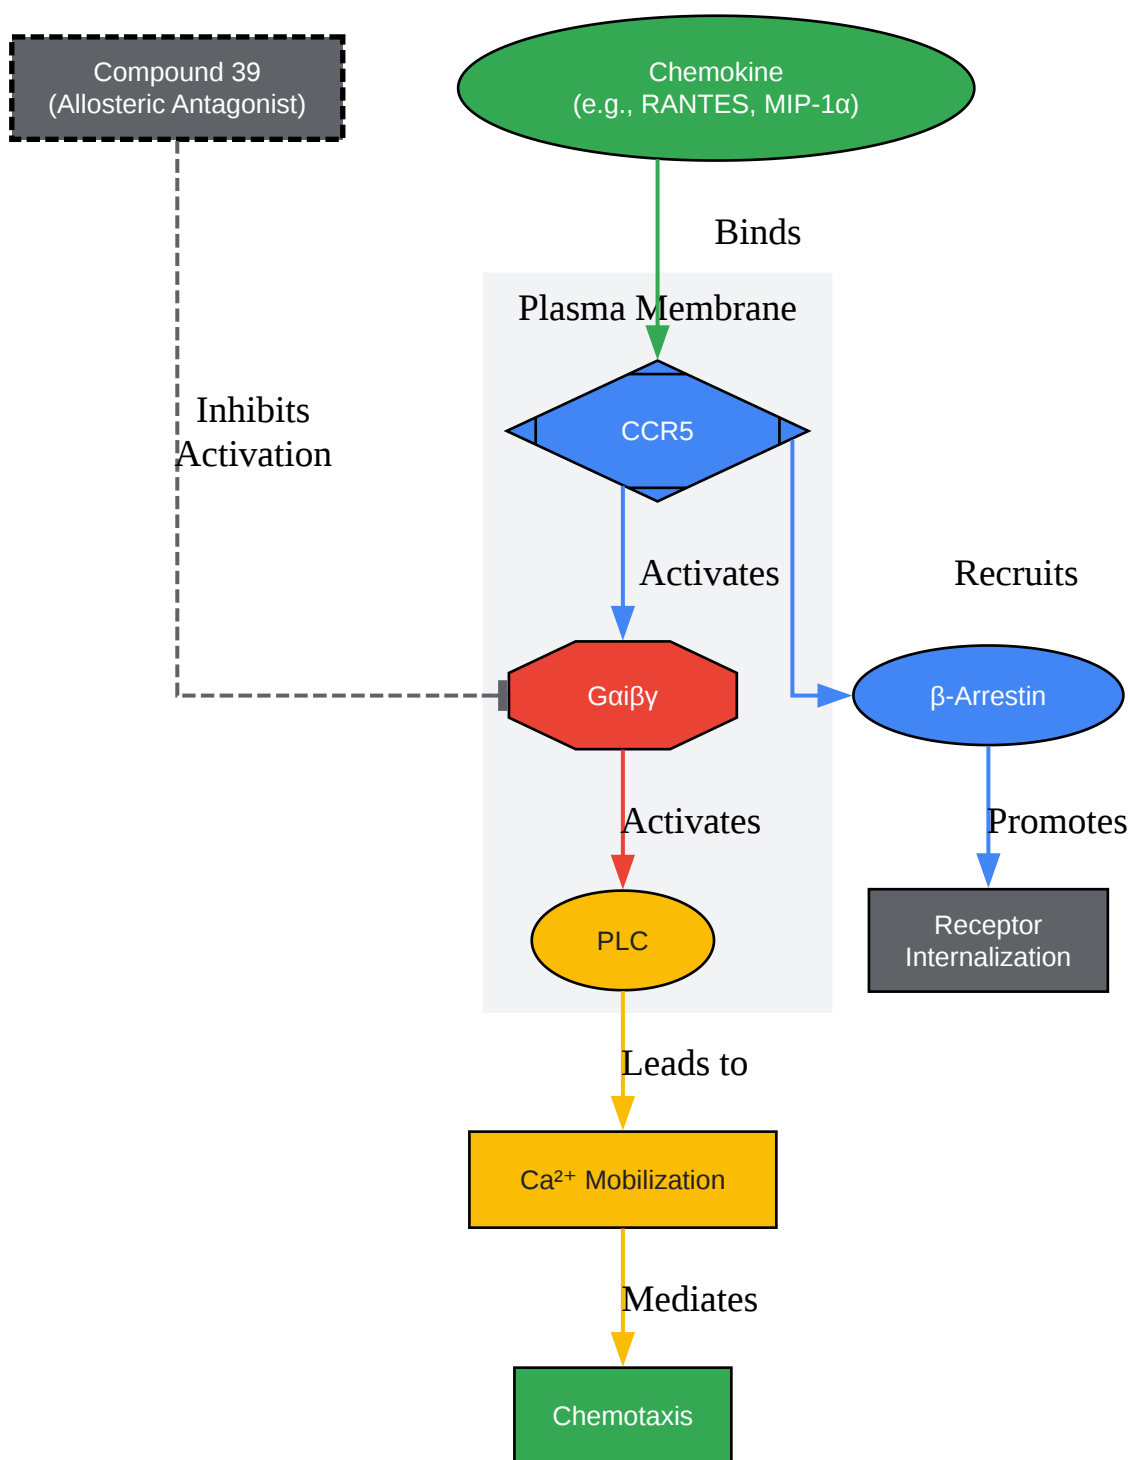 Compound 39
(Allosteric Antagonist)
Chemokine
(e.g., RANTES, MIP-1α)
Binds
Plasma Membrane
Inhibits
Activation
CCR5
Activates
Recruits
Gαiβγ
β-Arrestin
Activates
Promotes
Receptor
Internalization
PLC
Leads to
Ca²⁺ Mobilization
Mediates
Chemotaxis